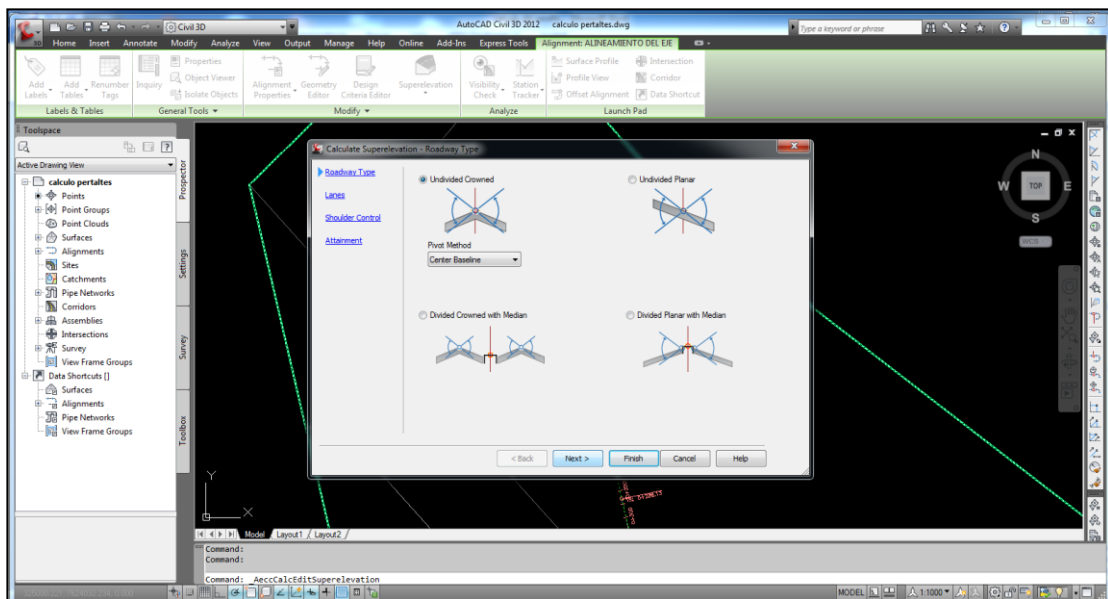 Civil 3D
AutoCAD Civil 3D 2012 calculo pertaltes.dwg
Type a keyword or phrase
3D Home Insert Annotate Modify Analyze View Output Manage Help Online Add-Ins Express Tools Alignment: ALINEAMIENTO DEL EJE
Properties
Object Viewer
Isolate Objects
Surface Profile Intersection
Profile View Corridor
Offset Alignment Data Shortcut
Add Add Renumber Inquiry Alignment Geometry Design Superelevation Visibility Station
Labels Tables Tags Properties Editor Criteria Editor Check Tracker
Labels & Tables General Tools Modify Analyze Launch Pad
Toolspace
Active Drawing View
calculo pertaltes
Points
Point Groups
Point Clouds
Surfaces
Alignments
Sites
Catchments
Pipe Networks
Corridors
Assemblies
Intersections
Survey
View Frame Groups
Data Shortcuts []
Surfaces
Alignments
Pipe Networks
View Frame Groups
Prospector
Settings
Survey
Toolbox
Calculate Superelevation - Roadway Type
Roadway Type
Lanes
Shoulder Control
Attainment
Undivided Crowned
Undivided Planar
Pivot Method
Center Baseline
Divided Crowned with Median
Divided Planar with Median
< Back Next > Finish Cancel Help
N
W TOP E
S
WCS
Y
X
Model Layout1 Layout2
Command:
Command:
Command: _AeccCalcEditSuperelevation
MODEL 1:1000